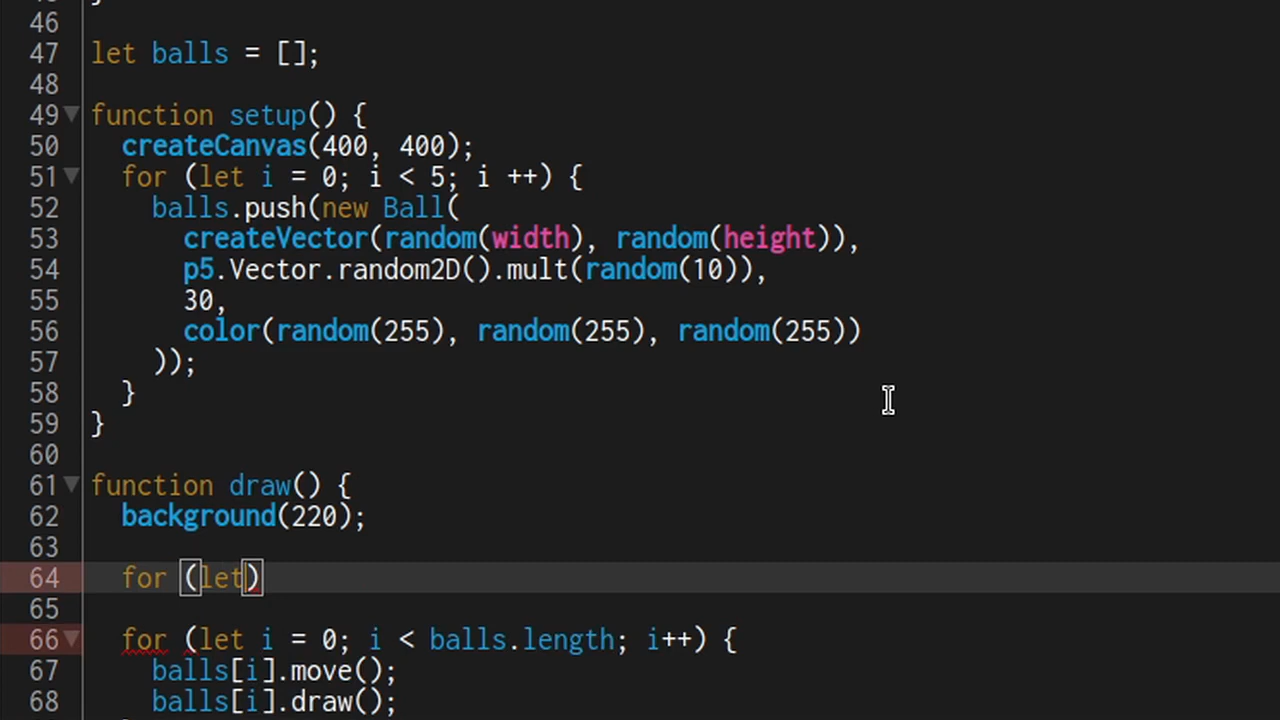 46
47 let balls = [];
48
49 function setup() {
50 createCanvas(400, 400);
51 for (let i = 0; i < 5; i ++) {
52 balls.push(new Ball(
53 createVector(random(width), random(height)),
54 p5.Vector.random2D().mult(random(10)),
55 30,
56 color(random(255), random(255), random(255))
57 ));
58 }
59 }
60
61 function draw() {
62 background(220);
63
64 for (let)
65
66 for (let i = 0; i < balls.length; i++) {
67 balls[i].move();
68 balls[i].draw();